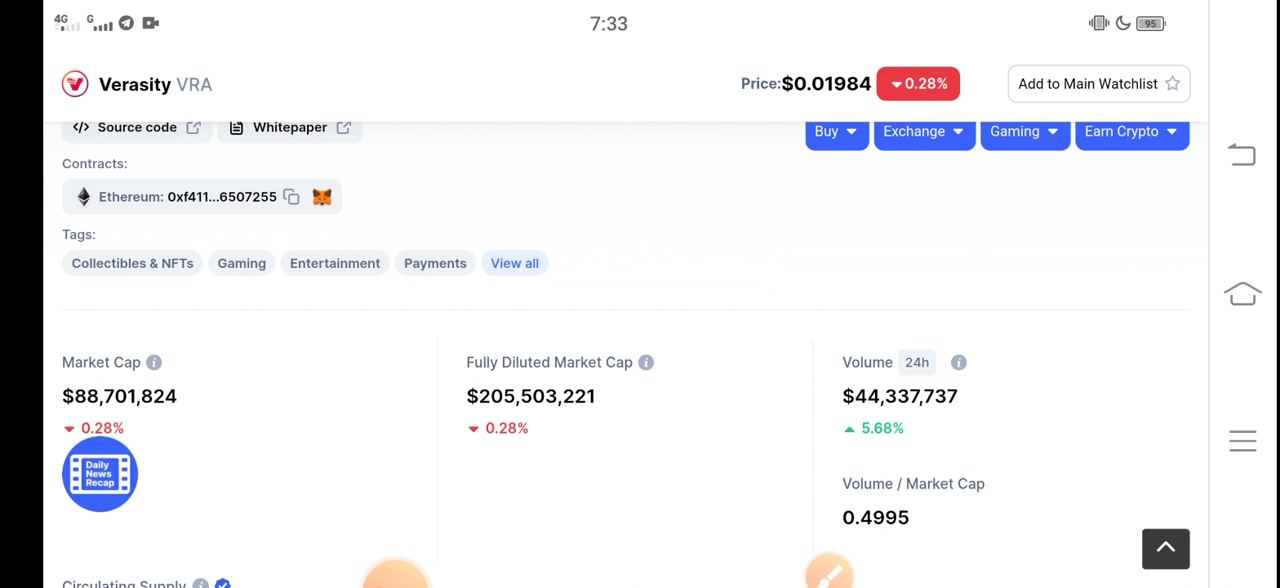 4G G 7:33 95
Verasity VRA Price:$0.01984 0.28% Add to Main Watchlist
Source code Whitepaper Buy Exchange Gaming Earn Crypto
Contracts:
Ethereum: 0xf411...6507255
Tags:
Collectibles & NFTs Gaming Entertainment Payments View all
Market Cap Fully Diluted Market Cap Volume 24h
$88,701,824 $205,503,221 $44,337,737
0.28% 0.28% 5.68%
Daily
News
Recap
Volume / Market Cap
0.4995
Circulating Supply